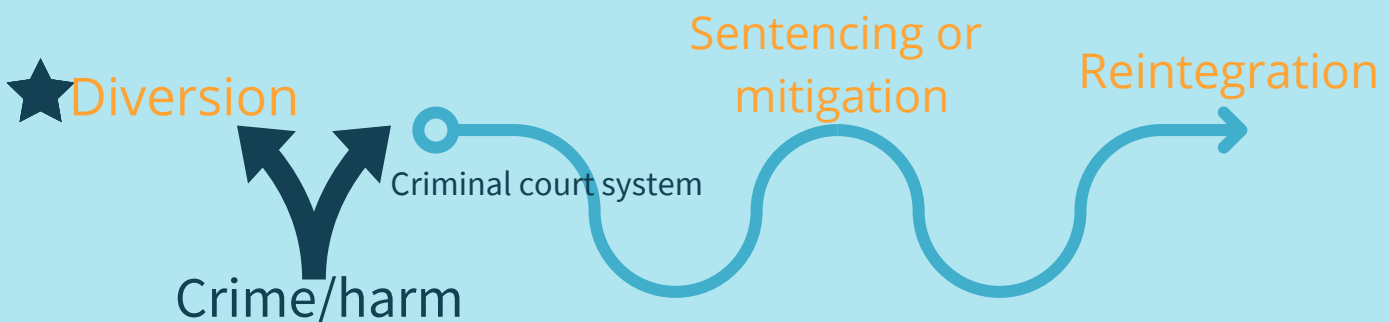 Sentencing or
mitigation
Reintegration
Diversion
Criminal court system
Crime/harm